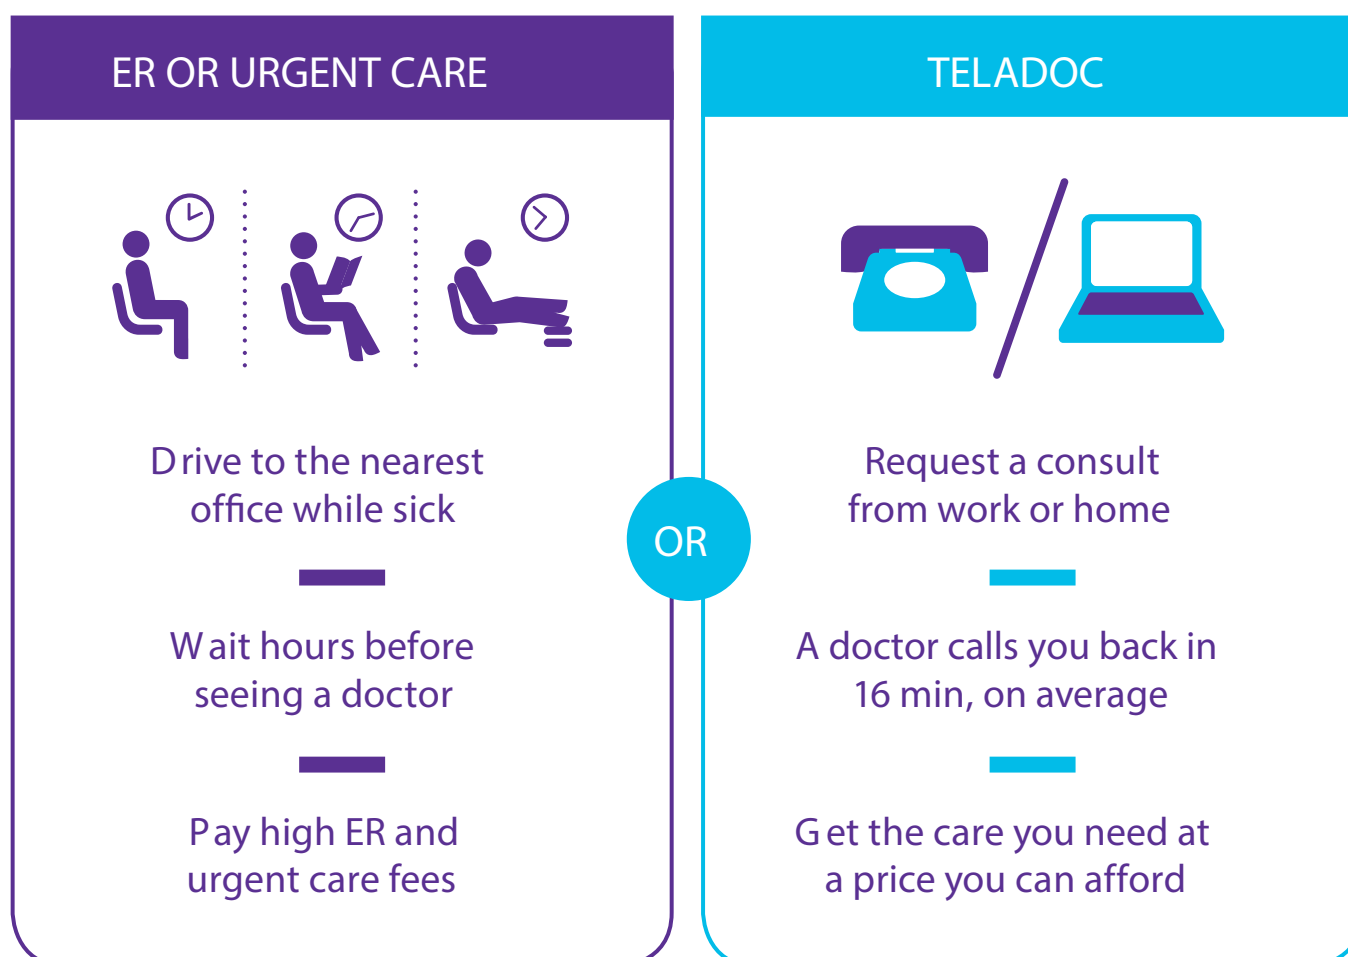 ER OR URGENT CARE
Drive to the nearest
office while sick
Wait hours before
seeing a doctor
Pay high ER and
urgent care fees
OR
TELADOC
Request a consult
from work or home
A doctor calls you back in
16 min, on average
Get the care you need at
a price you can afford